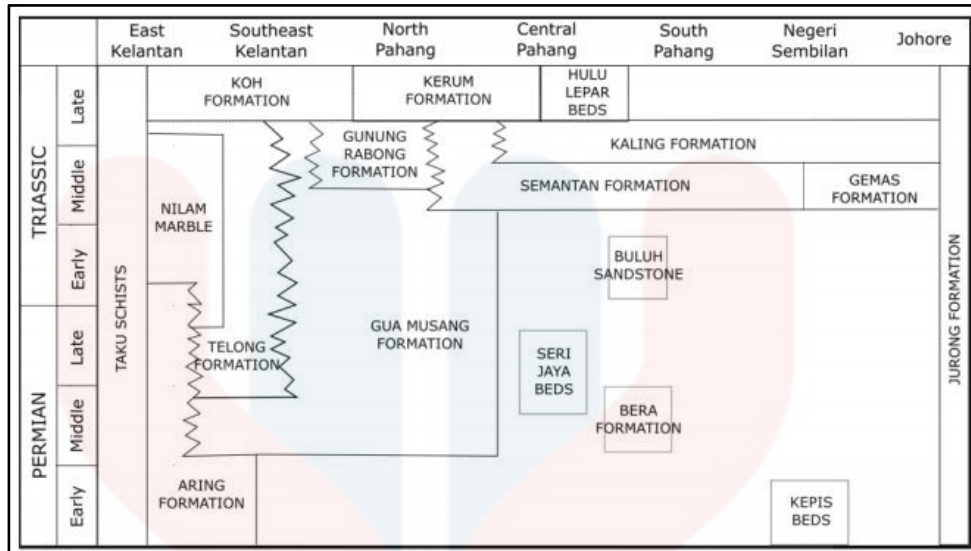 East
Kelantan
Southeast
Kelantan
North
Pahang
Central
Pahang
South
Pahang
Negeri
Sembilan
Johore
TRIASSIC
Late
Middle
Early
PERMIAN
Late
Middle
Early
TAKU SCHISTS
KOH
FORMATION
KERUM
FORMATION
HULU
LEPAR
BEDS
GUNUNG
RABONG
FORMATION
KALING FORMATION
SEMANTAN FORMATION
GEMAS
FORMATION
NILAM
MARBLE
BULUH
SANDSTONE
GUA MUSANG
FORMATION
TELONG
FORMATION
SERI
JAYA
BEDS
BERA
FORMATION
ARING
FORMATION
KEPIS
BEDS
JURONG FORMATION